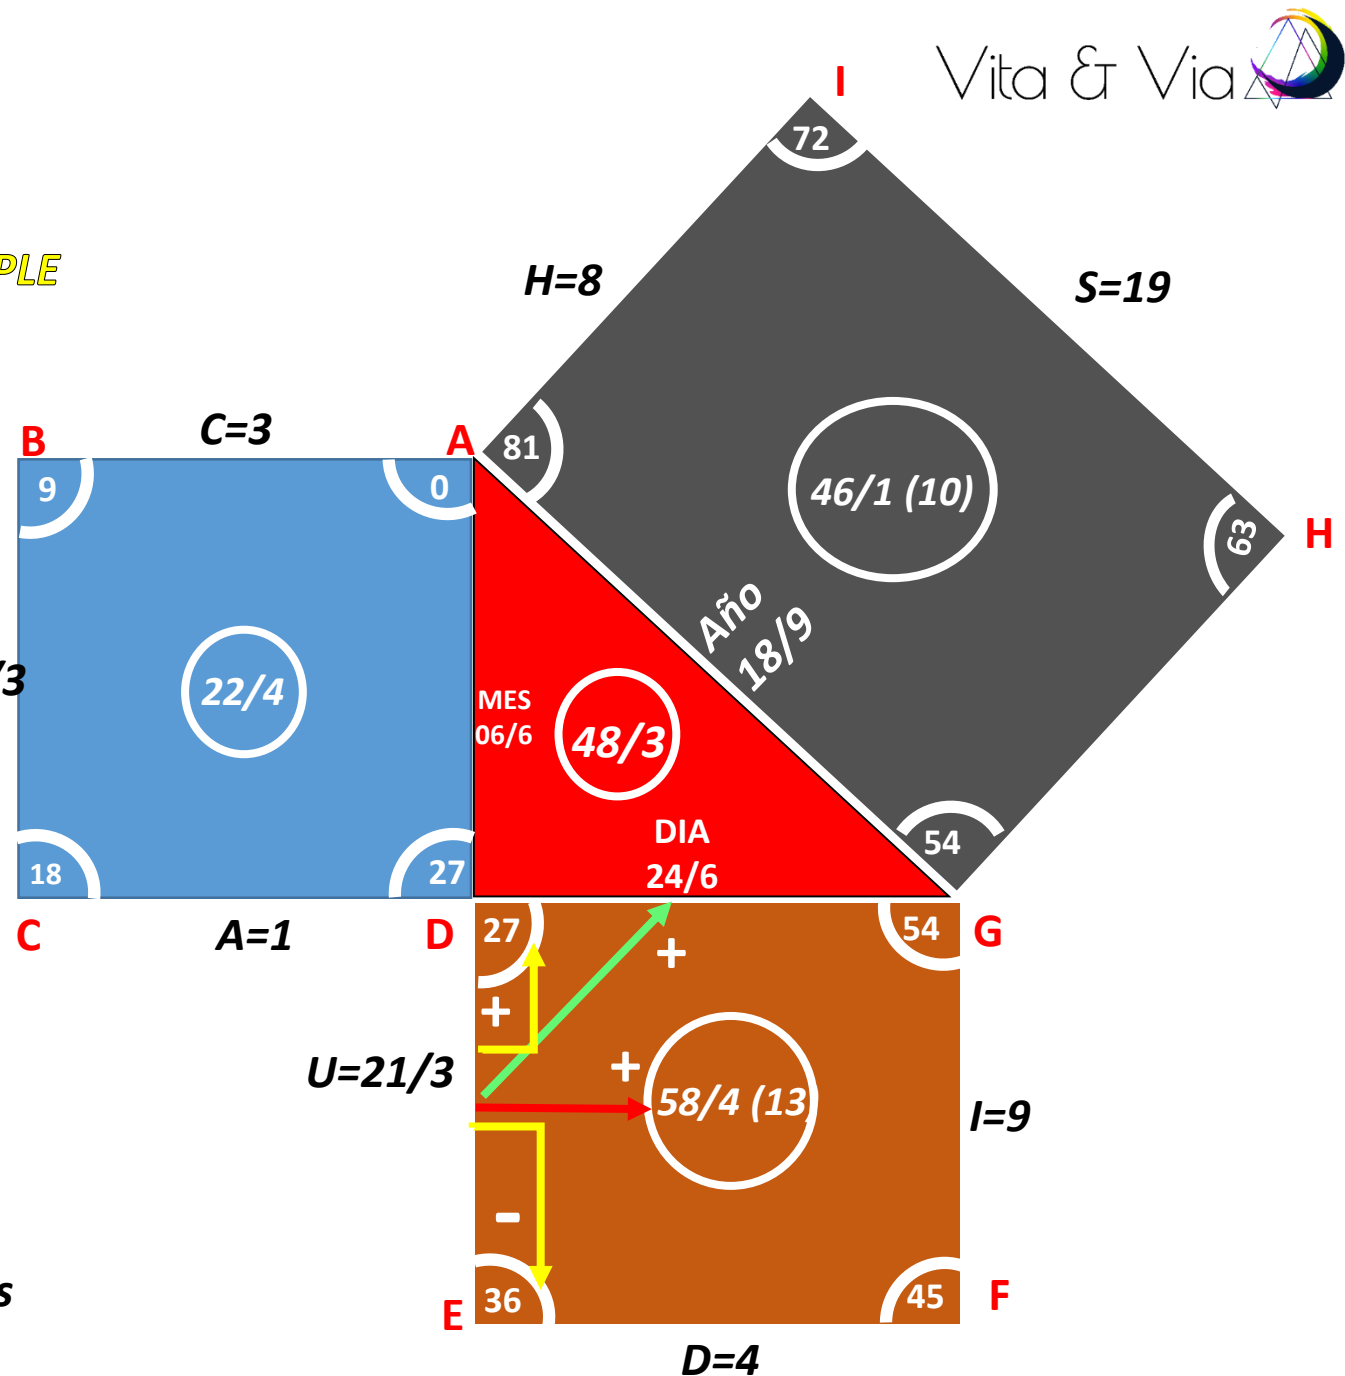 Vita & Via
I
72
PLE
H=8
S=19
B
C=3
A
81
9
0
46/1 (10)
63
H
Año
18/9
/3
22/4
MES
06/6
48/3
DIA
24/6
54
18
27
C
A=1
D
27
54
G
+
+
U=21/3
+
58/4 (13)
I=9
-
s
E
36
45
F
D=4